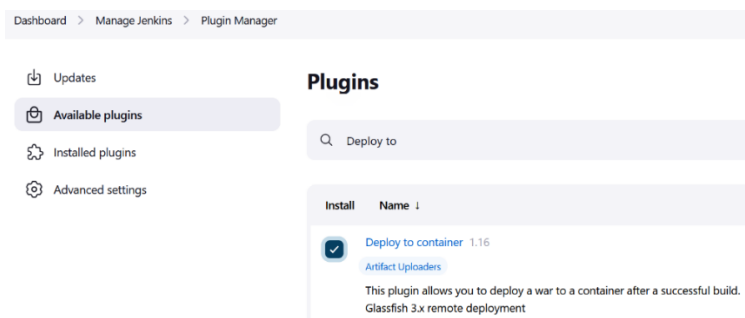 Dashboard > Manage Jenkins > Plugin Manager
Updates
Available plugins
Installed plugins
Advanced settings
Plugins
Deploy to
Install Name ↓
Deploy to container 1.16
Artifact Uploaders
This plugin allows you to deploy a war to a container after a successful build.
Glassfish 3.x remote deployment